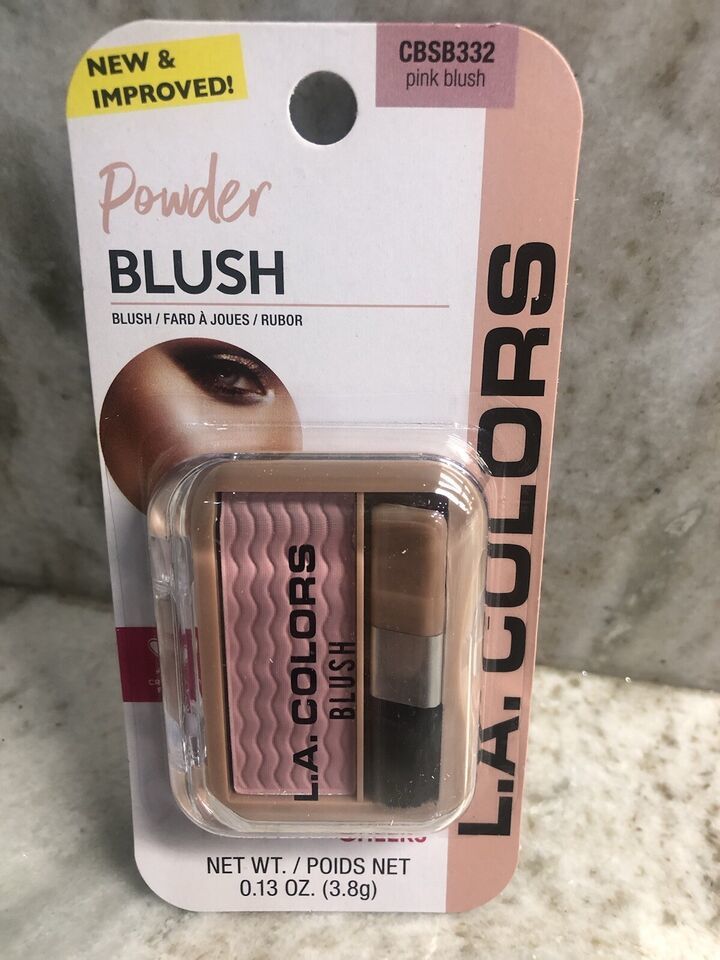 NEW &
IMPROVED!
CBSB332
pink blush
Powder
BLUSH
BLUSH / FARD À JOUES / RUBOR
L.A. COLORS
L.A. COLORS
BLUSH
NET WT. / POIDS NET
0.13 OZ. (3.8g)